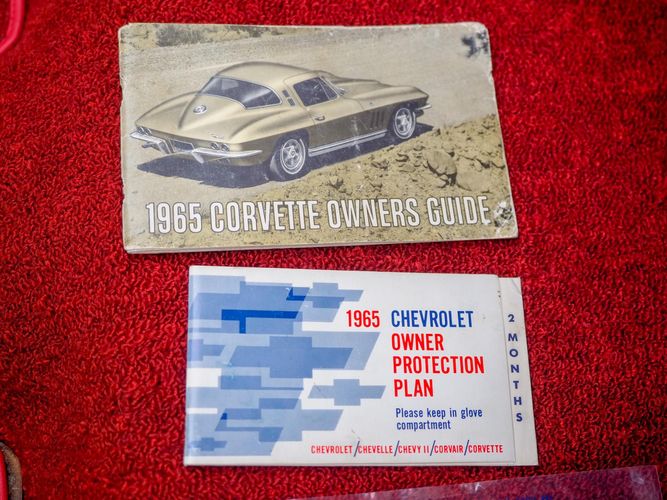 1965 CORVETTE OWNERS GUIDE
1965 CHEVROLET
OWNER
PROTECTION
PLAN
Please keep in glove
compartment
CHEVROLET/CHEVELLE/CHEVY II/CORVAIR/CORVETTE
2 MONTHS